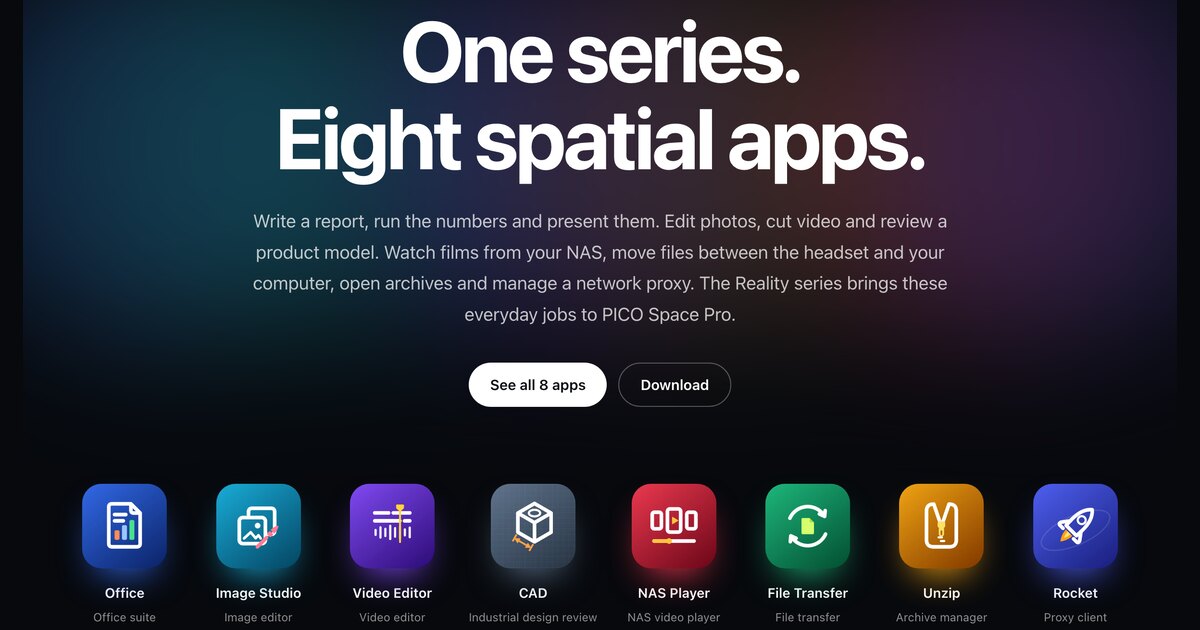 One series.
Eight spatial apps.
Write a report, run the numbers and present them. Edit photos, cut video and review a
product model. Watch films from your NAS, move files between the headset and your
computer, open archives and manage a network proxy. The Reality series brings these
everyday jobs to PICO Space Pro.
See all 8 apps
Download
Office
Image Studio
Video Editor
CAD
NAS Player
File Transfer
Unzip
Rocket
Office suite
Image editor
Video editor
Industrial design review
NAS video player
File transfer
Archive manager
Proxy client